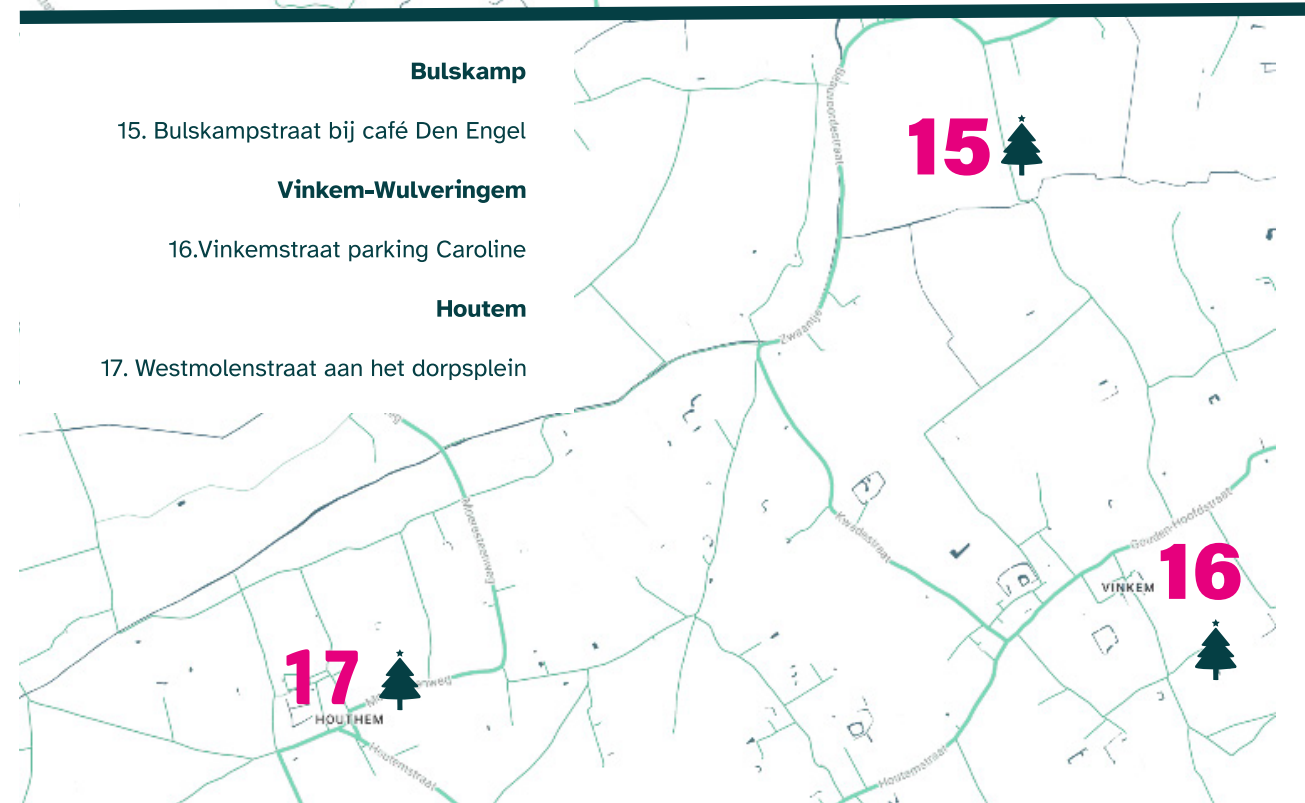 Bulskamp
15. Bulskampstraat bij café Den Engel
Vinkem-Wulveringem
16.Vinkemstraat parking Caroline
Houtem
17. Westmolenstraat aan het dorpsplein
15
Zwaantje
Kwadestraat
Gouden-Hoofdstraat
16
VINKEM
Moeresteenweg
17
HOUTHEM
Houtemstraat
Houtemstraat